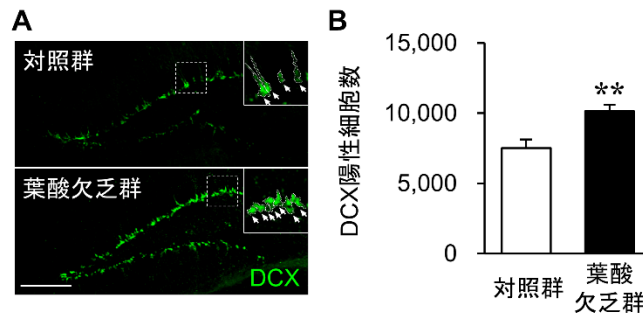 A
対照群
葉酸欠乏群
DCX
B
DCX陽性細胞数
15,000
10,000
5,000
0
**
対照群
葉酸
欠乏群